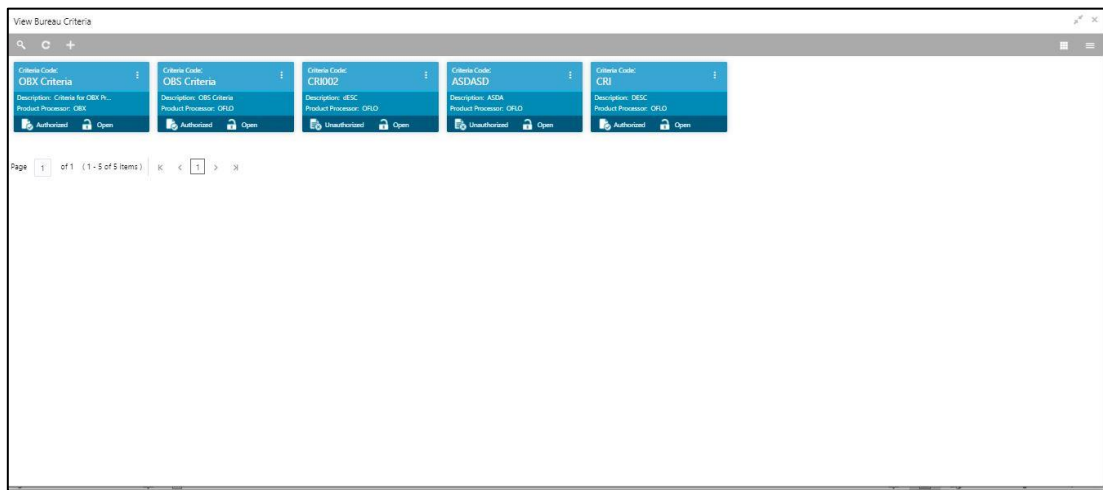 View Bureau Criteria
Criteria Code:
OBX Criteria
Description: Criteria for OBX Pr...
Product Processor: OBX
Authorized Open
Criteria Code:
OBS Criteria
Description: OBS Criteria
Product Processor: OFLO
Authorized Open
Criteria Code:
CRI002
Description: dESC
Product Processor: OFLO
Unauthorized Open
Criteria Code:
ASDASD
Description: ASDA
Product Processor: OFLO
Unauthorized Open
Criteria Code:
CRI
Description: DESC
Product Processor: OFLO
Authorized Open
Page 1 of 1 (1 - 5 of 5 items) 1